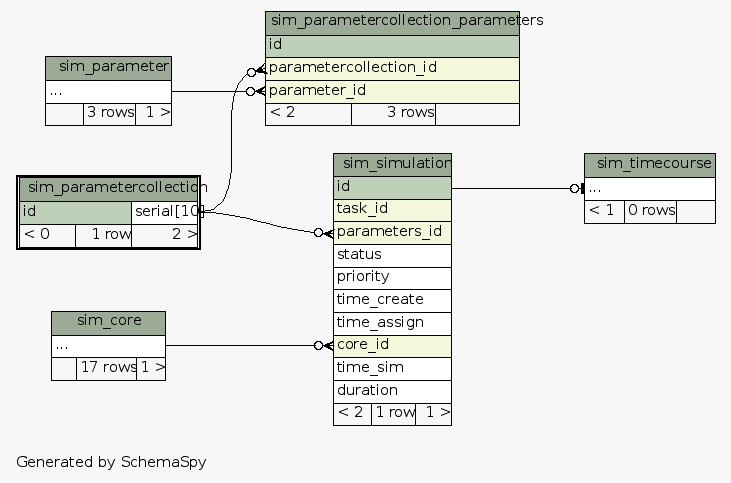 sim_parametercollection_parameters
id
parametercollection_id
parameter_id
< 2 3 rows
sim_parameter
...
3 rows 1 >
sim_parametercollection
id serial[10]
< 0 1 row 2 >
sim_simulation
id
task_id
parameters_id
status
priority
time_create
time_assign
core_id
time_sim
duration
< 2 1 row 1 >
sim_timecourse
...
< 1 0 rows
sim_core
...
17 rows 1 >
Generated by SchemaSpy